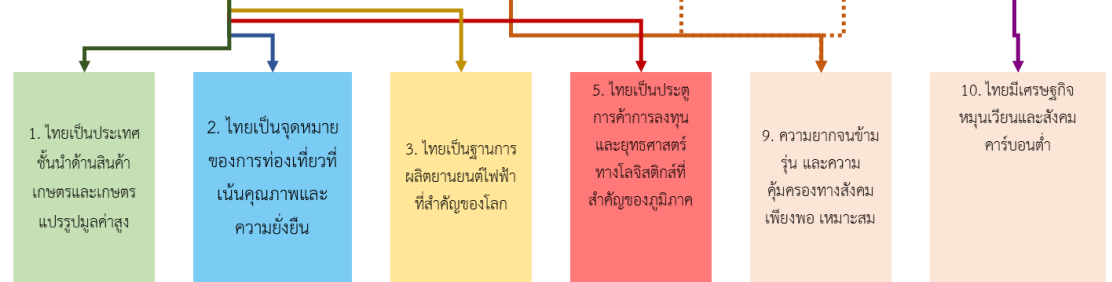 1. ไทยเป็นประเทศ
ชั้นนำด้านสินค้า
เกษตรและเกษตร
แปรรูปมูลค่าสูง
2. ไทยเป็นจุดหมาย
ของการท่องเที่ยวที่
เน้นคุณภาพและ
ความยั่งยืน
3. ไทยเป็นฐานการ
ผลิตยานยนต์ไฟฟ้า
ที่สำคัญของโลก
5. ไทยเป็นประตู
การค้าการลงทุน
และยุทธศาสตร์
ทางโลจิสติกส์ที่
สำคัญของภูมิภาค
9. ความยากจนข้าม
รุ่น และความ
คุ้มครองทางสังคม
เพียงพอ เหมาะสม
10. ไทยมีเศรษฐกิจ
หมุนเวียนและสังคม
คาร์บอนต่ำ